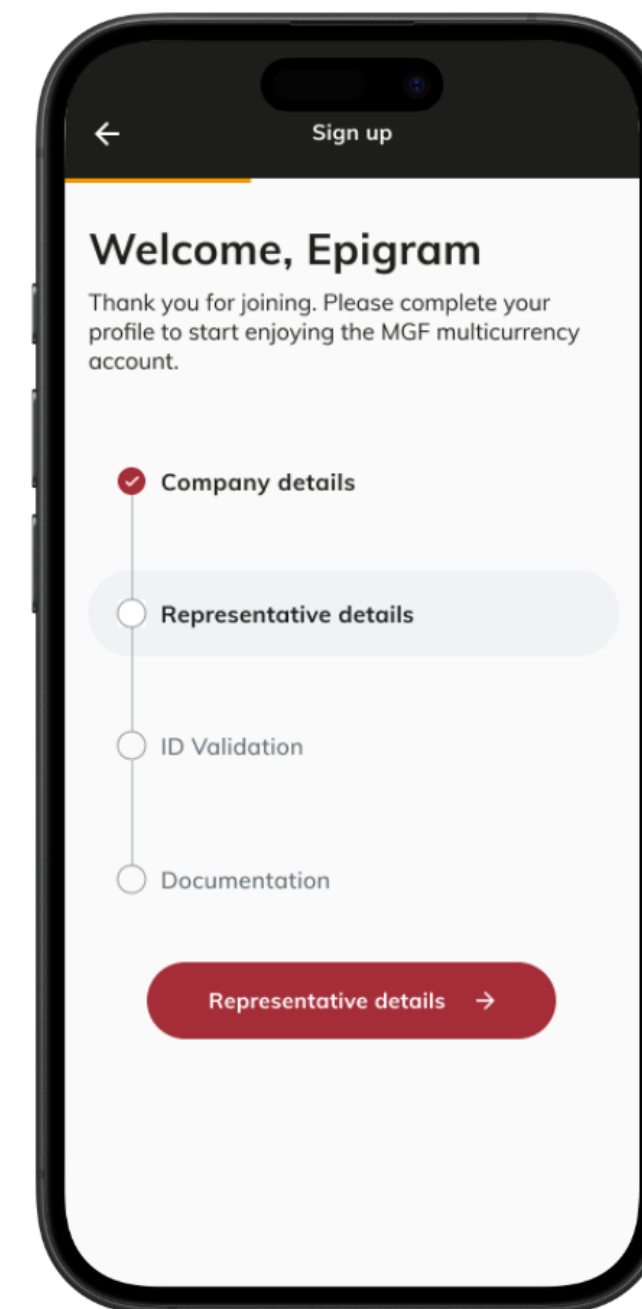 Sign up
Welcome, Epigram
Thank you for joining. Please complete your
profile to start enjoying the MGF multicurrency
account.
Company details
Representative details
ID Validation
Documentation
Representative details